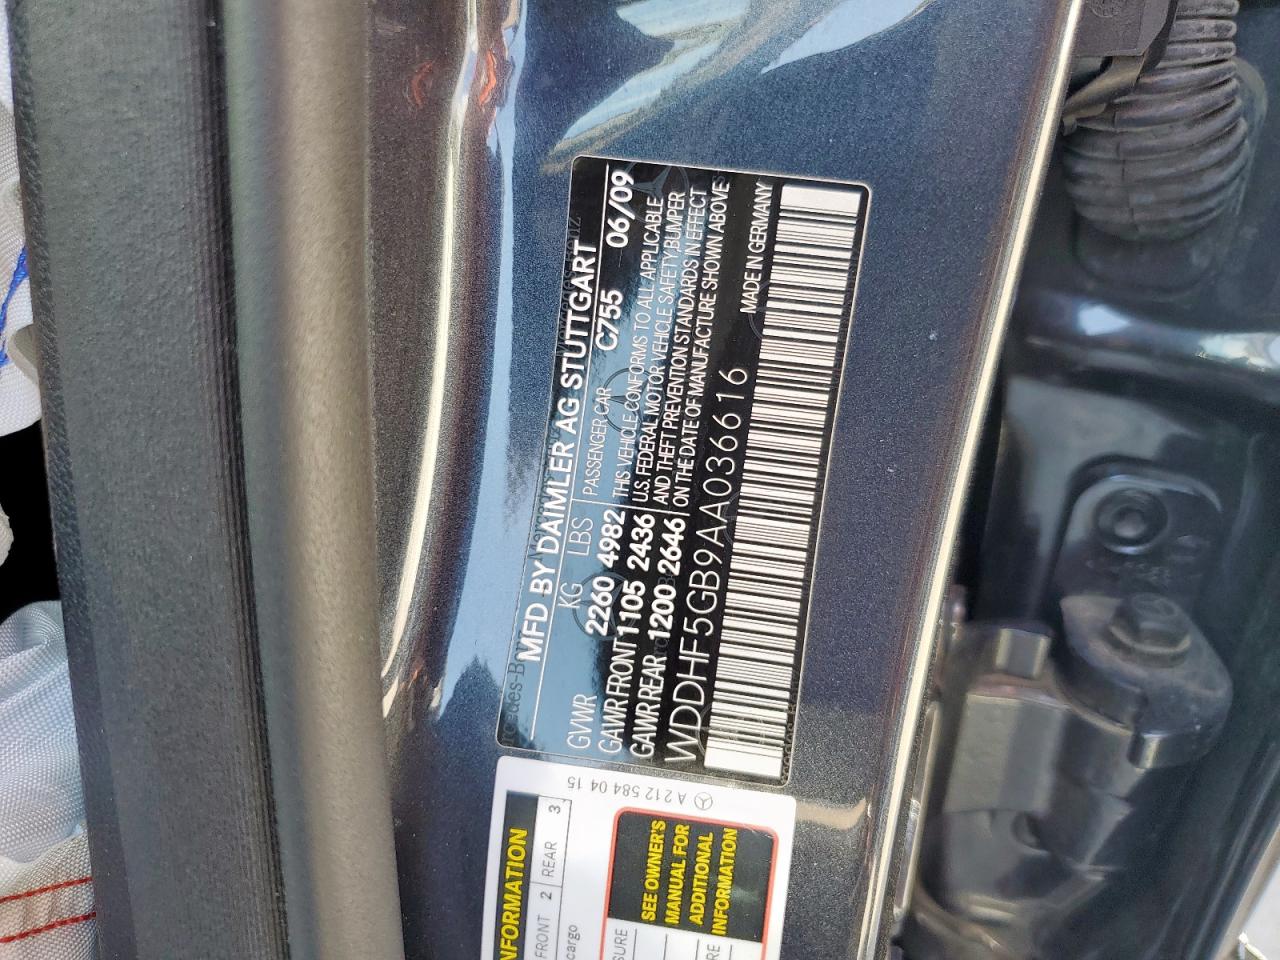 MFD BY DAIMLER AG STUTTGART
KG LBS PASSENGER CAR C755 06/09
GVWR 2260 4982 THIS VEHICLE CONFORMS TO ALL APPLICABLE
GAWR FRONT 1105 2436 U.S. FEDERAL MOTOR VEHICLE SAFETY, BUMPER
GAWR REAR 1200 2646 AND THEFT PREVENTION STANDARDS IN EFFECT
ON THE DATE OF MANUFACTURE SHOWN ABOVE
WDDHF5GB9AA036616 MADE IN GERMANY
A 212 584 04 15
FRONT 2 REAR 3
cargo
SEE OWNER'S
MANUAL FOR
ADDITIONAL
INFORMATION